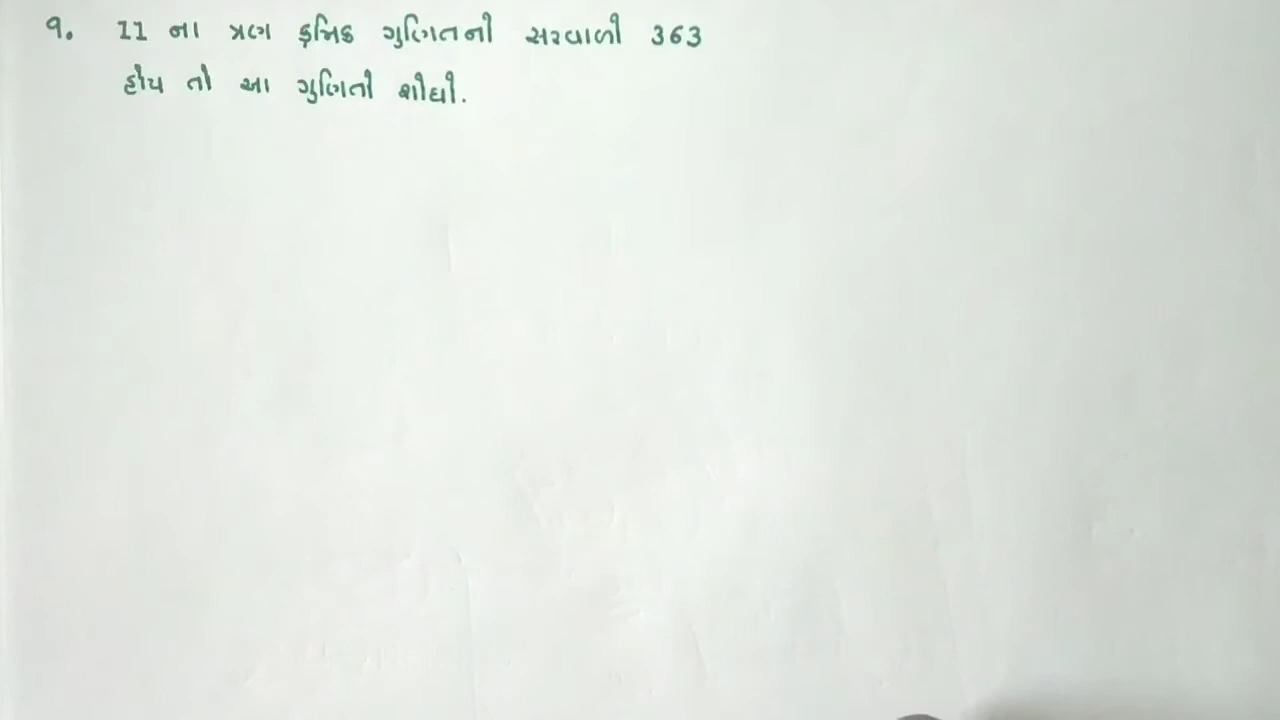 ૧. 11 ના ત્રણ ક્રમિક ગુણિતનો સરવાળો 363
હોય તો આ ગુણિતો શોધો.